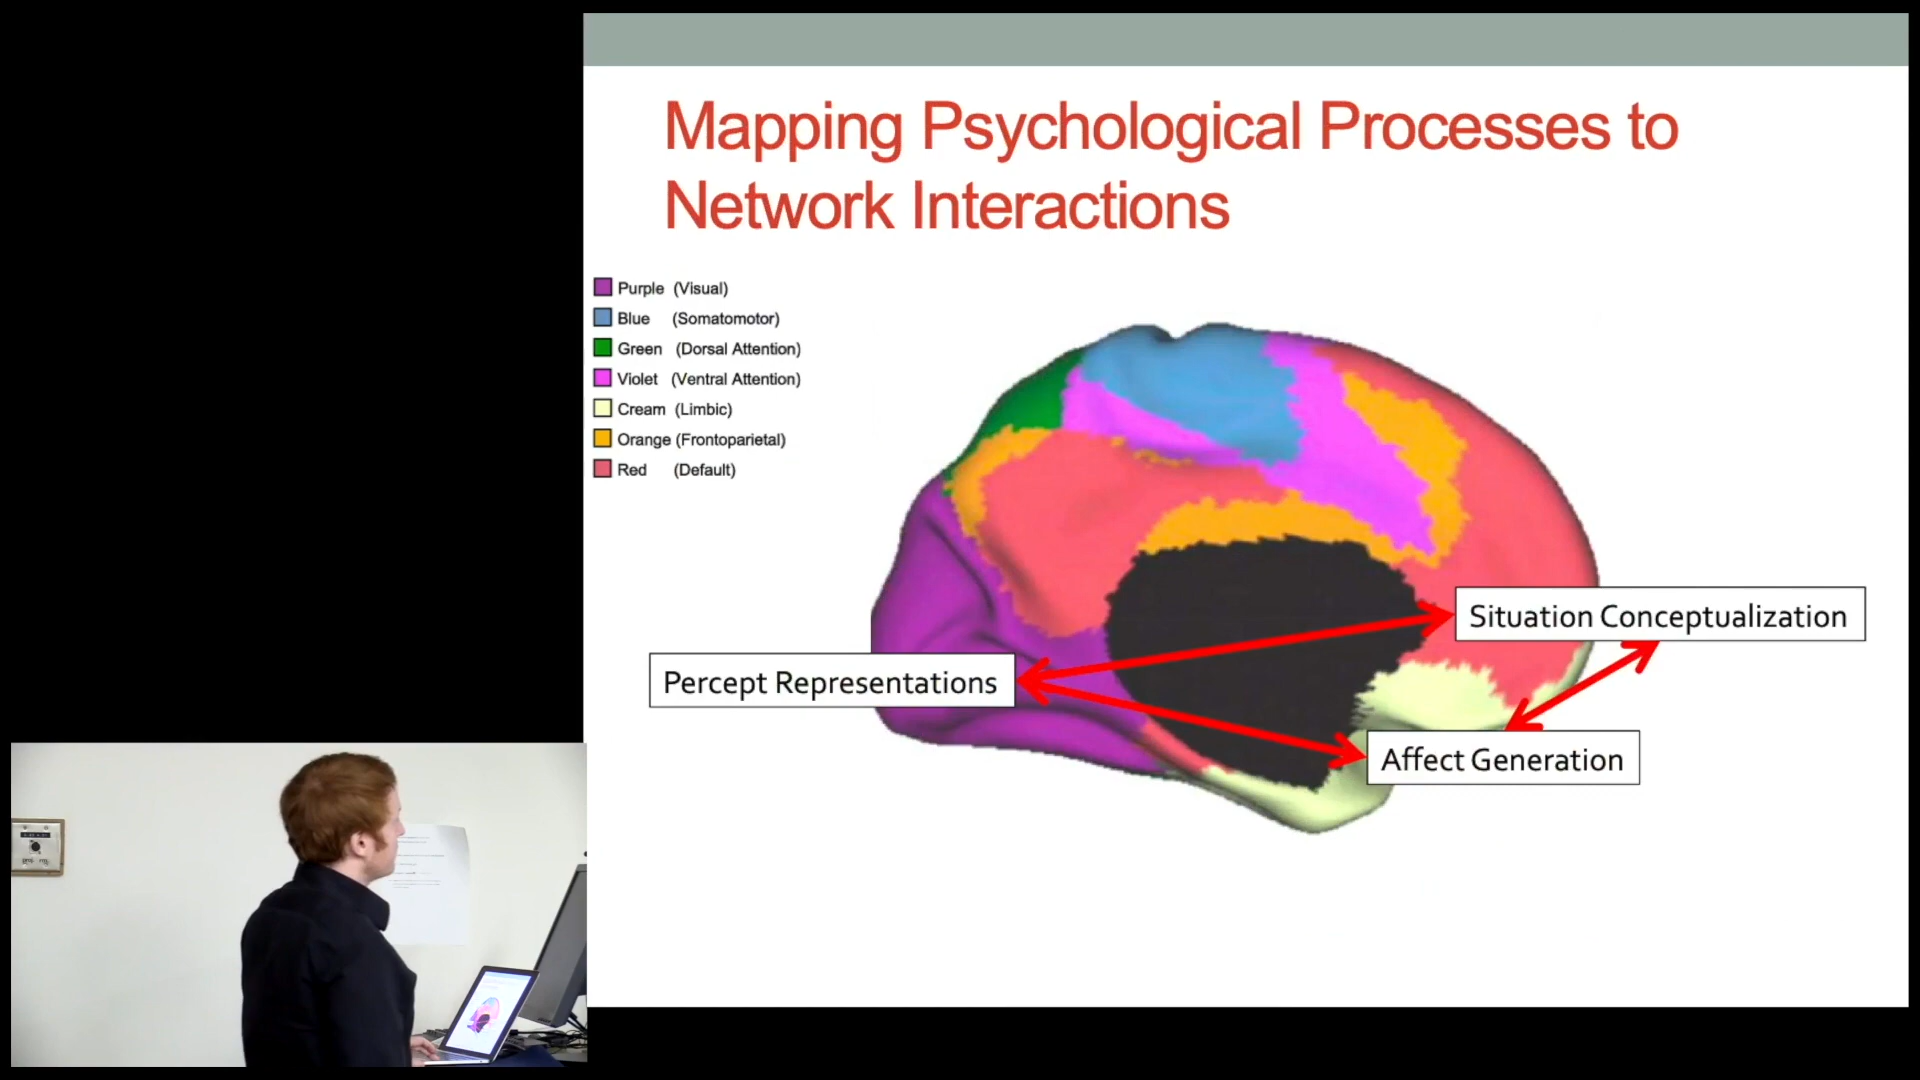 Mapping Psychological Processes to
Network Interactions
Purple (Visual)
Blue (Somatomotor)
Green (Dorsal Attention)
Violet (Ventral Attention)
Cream (Limbic)
Orange (Frontoparietal)
Red (Default)
Situation Conceptualization
Percept Representations
Affect Generation